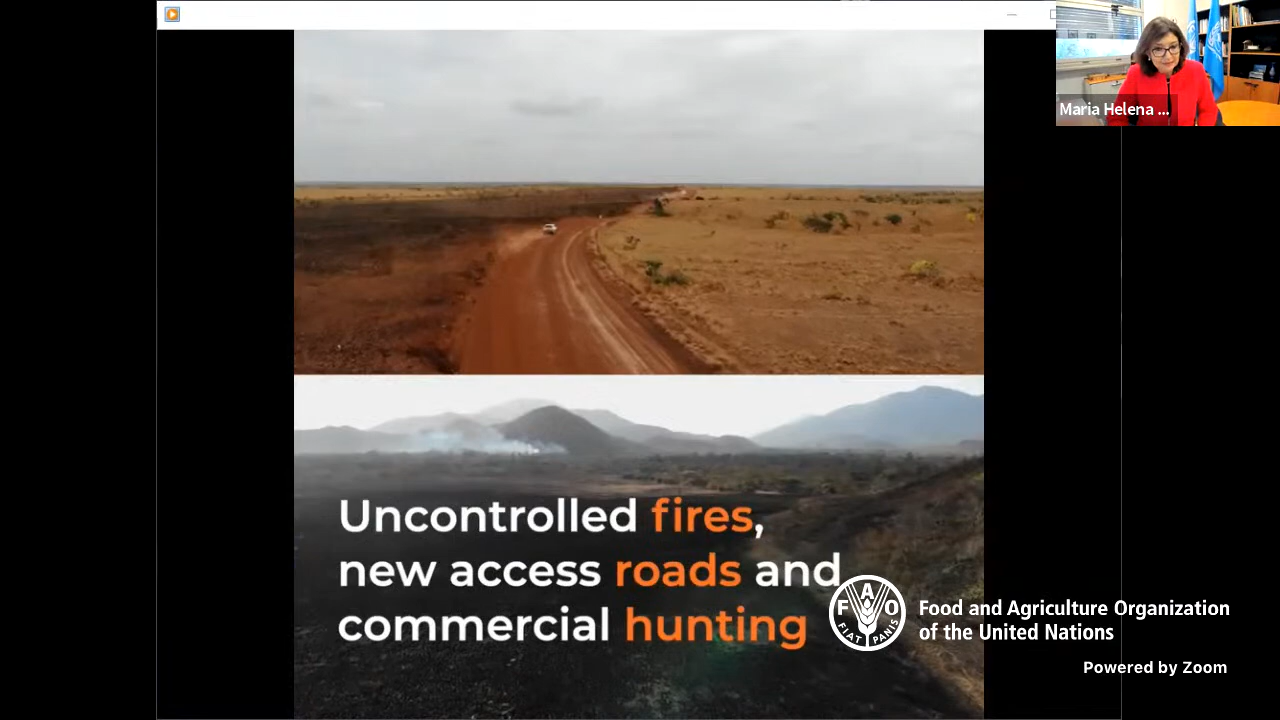 Maria Helena ...
Uncontrolled fires,
new access roads and
commercial hunting
FAO
FIAT PANIS
Food and Agriculture Organization
of the United Nations
Powered by Zoom